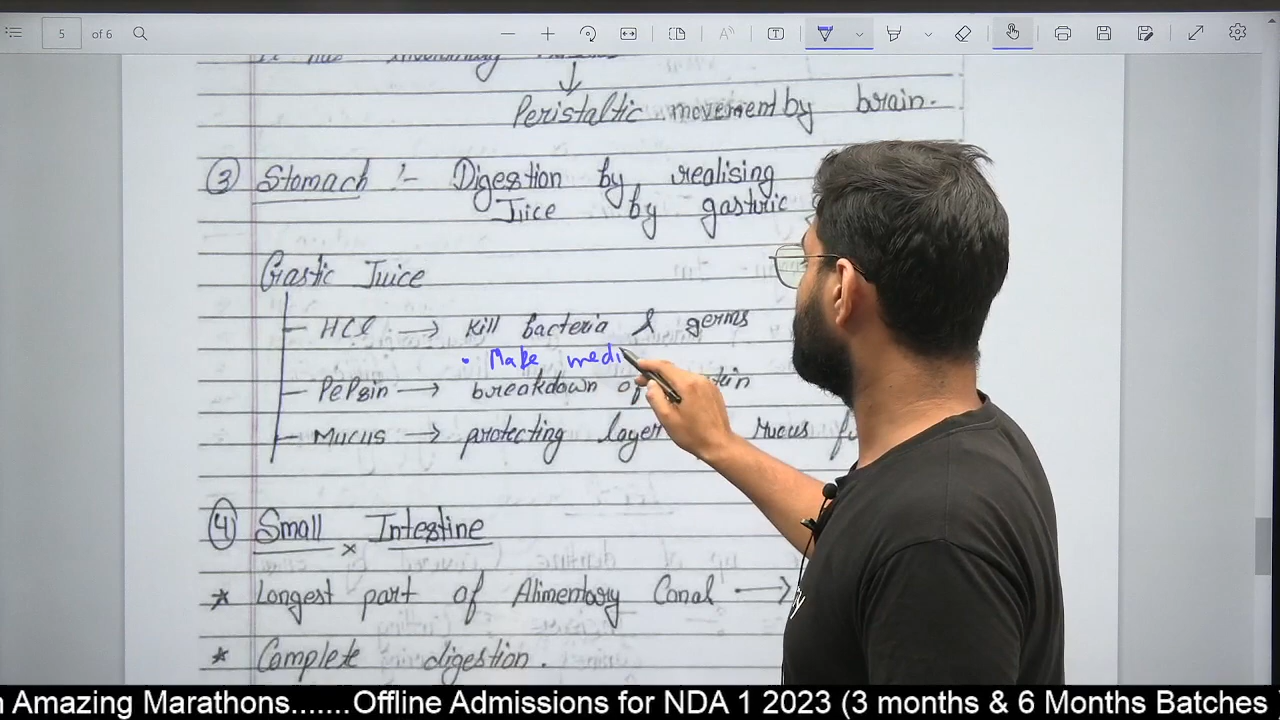 5 of 6
Peristaltic movement by brain.
③ Stomach :- Digestion by realising
Juice by gastric
Gastic Juice
HCl → Kill bacteria & germs
• Make medi
PePsin → breakdown of
Mucus → protecting layer Mucus
④ Small Intestine
* Longest part of Alimentary Canal →
* Complete digestion.
n Amazing Marathons.......Offline Admissions for NDA 1 2023 (3 months & 6 Months Batches